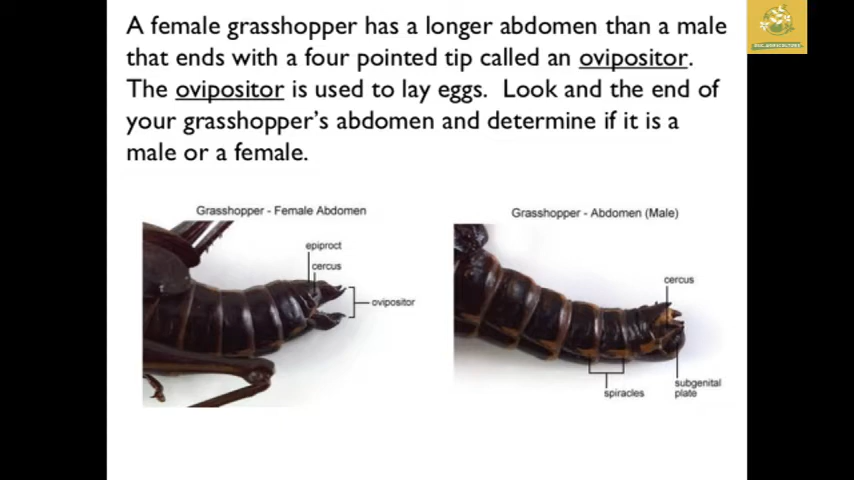 A female grasshopper has a longer abdomen than a male
that ends with a four pointed tip called an ovipositor.
The ovipositor is used to lay eggs.  Look and the end of
your grasshopper's abdomen and determine if it is a
male or a female.
Grasshopper - Female Abdomen
epiproct
cercus
ovipositor
Grasshopper - Abdomen (Male)
cercus
spiracles
subgenital
plate